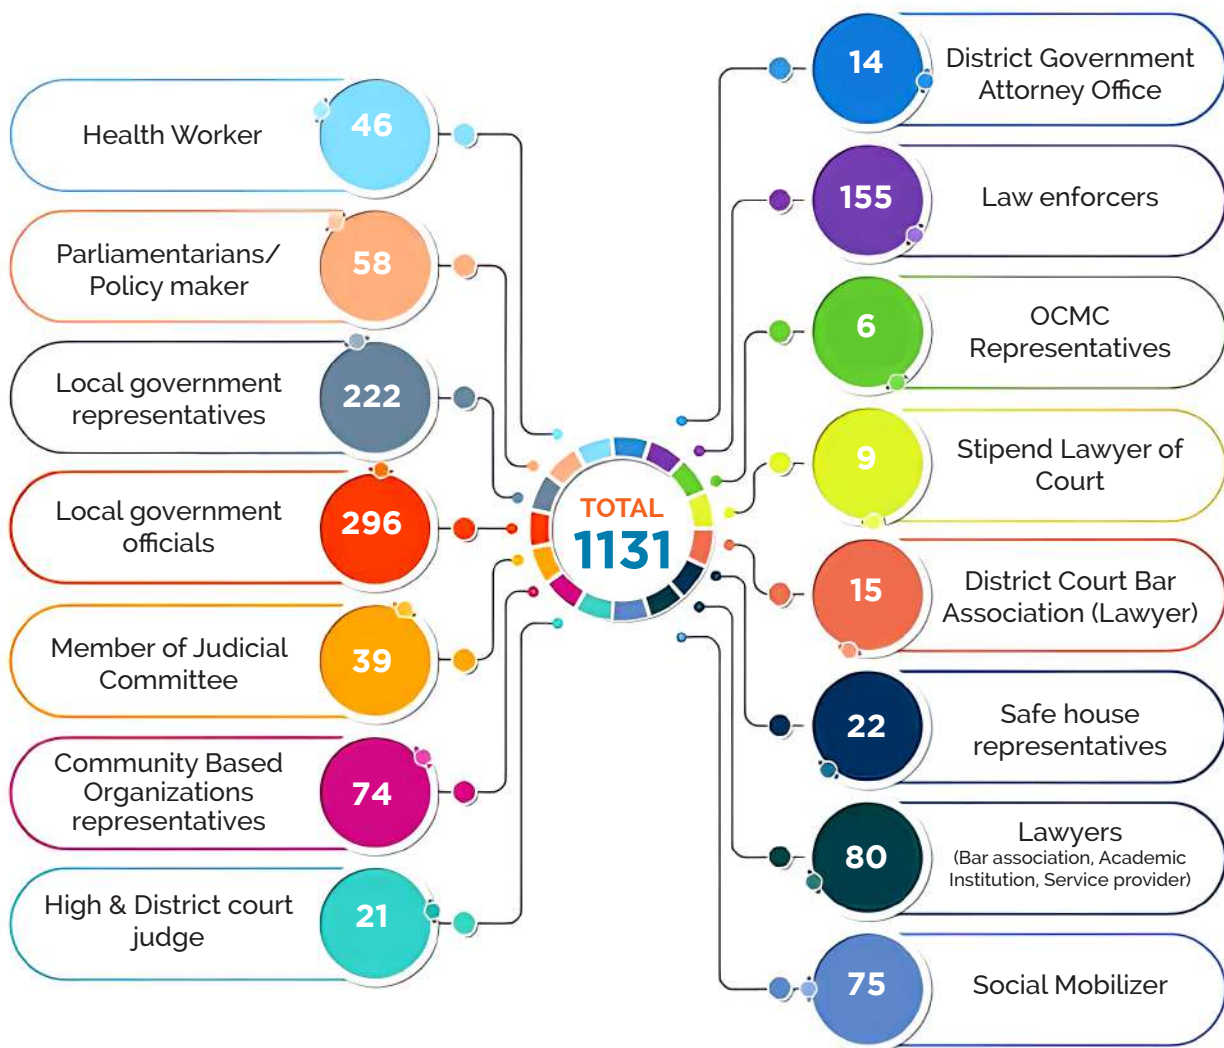 Health Worker
46
Parliamentarians/
Policy maker
58
Local government
representatives
222
Local government
officials
296
Member of Judicial
Committee
39
Community Based
Organizations
representatives
74
High & District court
judge
21
TOTAL
1131
14
District Government
Attorney Office
155
Law enforcers
6
OCMC
Representatives
9
Stipend Lawyer of
Court
15
District Court Bar
Association (Lawyer)
22
Safe house
representatives
80
Lawyers
(Bar association, Academic
Institution, Service provider)
75
Social Mobilizer